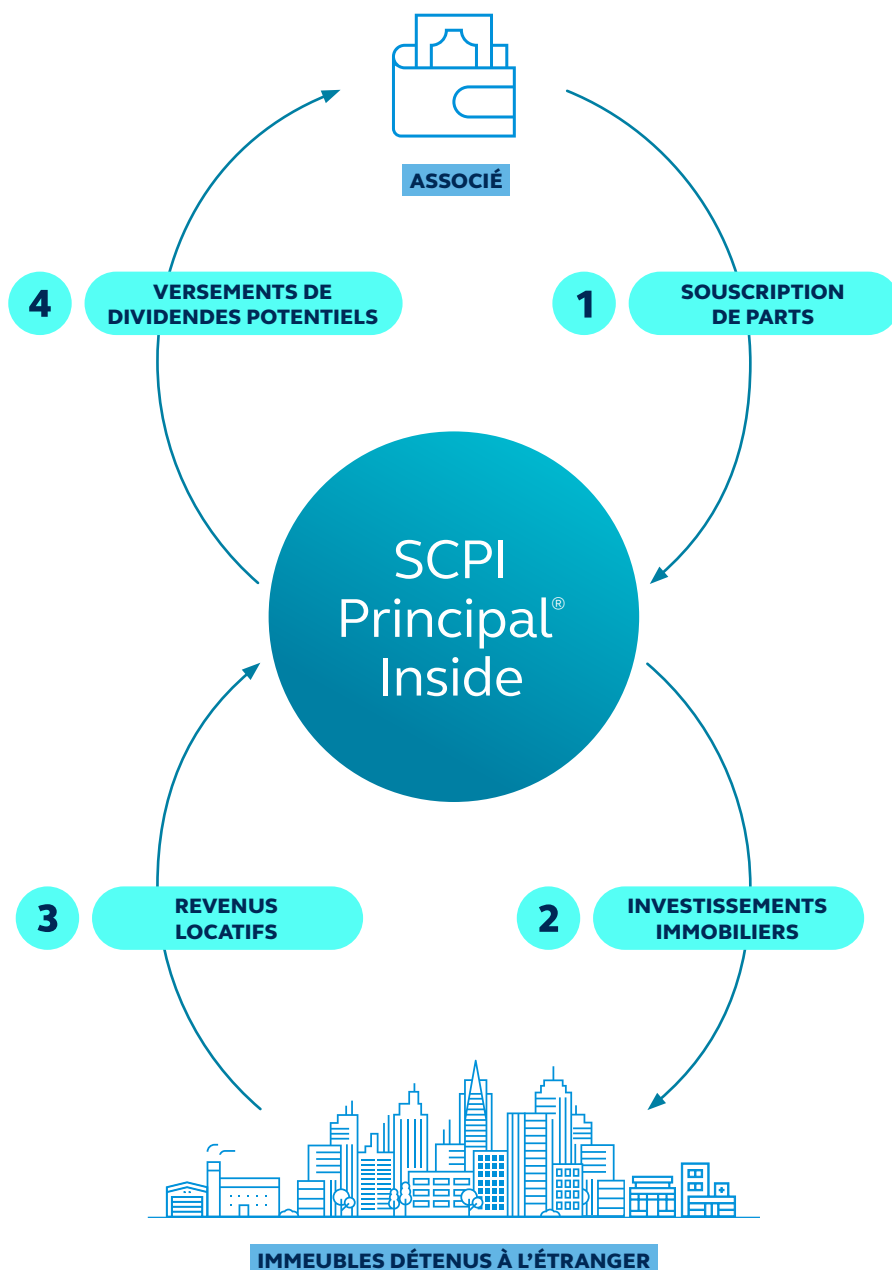 ASSOCIÉ
4
VERSEMENTS DE
DIVIDENDES POTENTIELS
1
SOUSCRIPTION
DE PARTS
SCPI
Principal®
Inside
3
REVENUS
LOCATIFS
2
INVESTISSEMENTS
IMMOBILIERS
IMMEUBLES DÉTENUS À L'ÉTRANGER